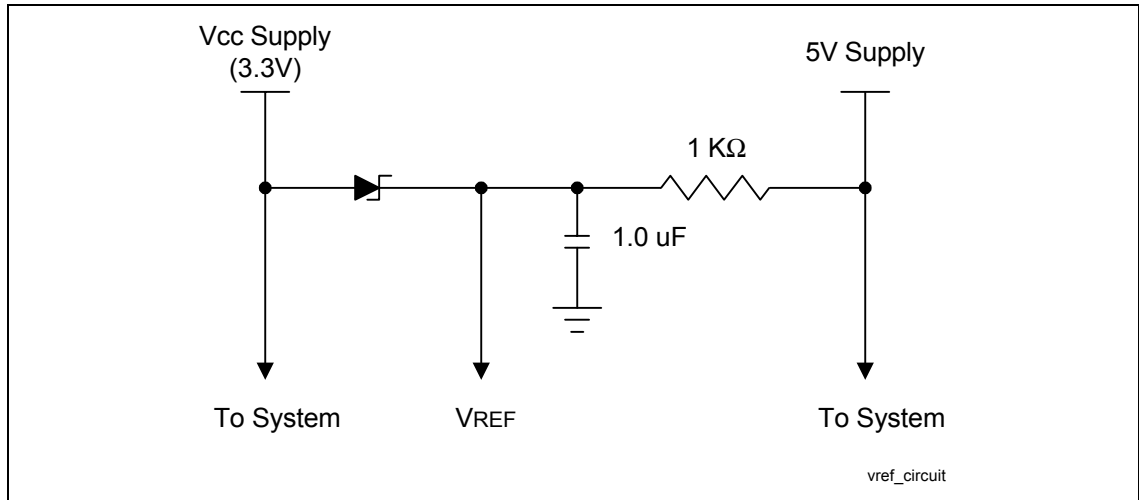 Vcc Supply
(3.3V)
5V Supply
1 KΩ
1.0 uF
To System
VREF
To System
vref_circuit